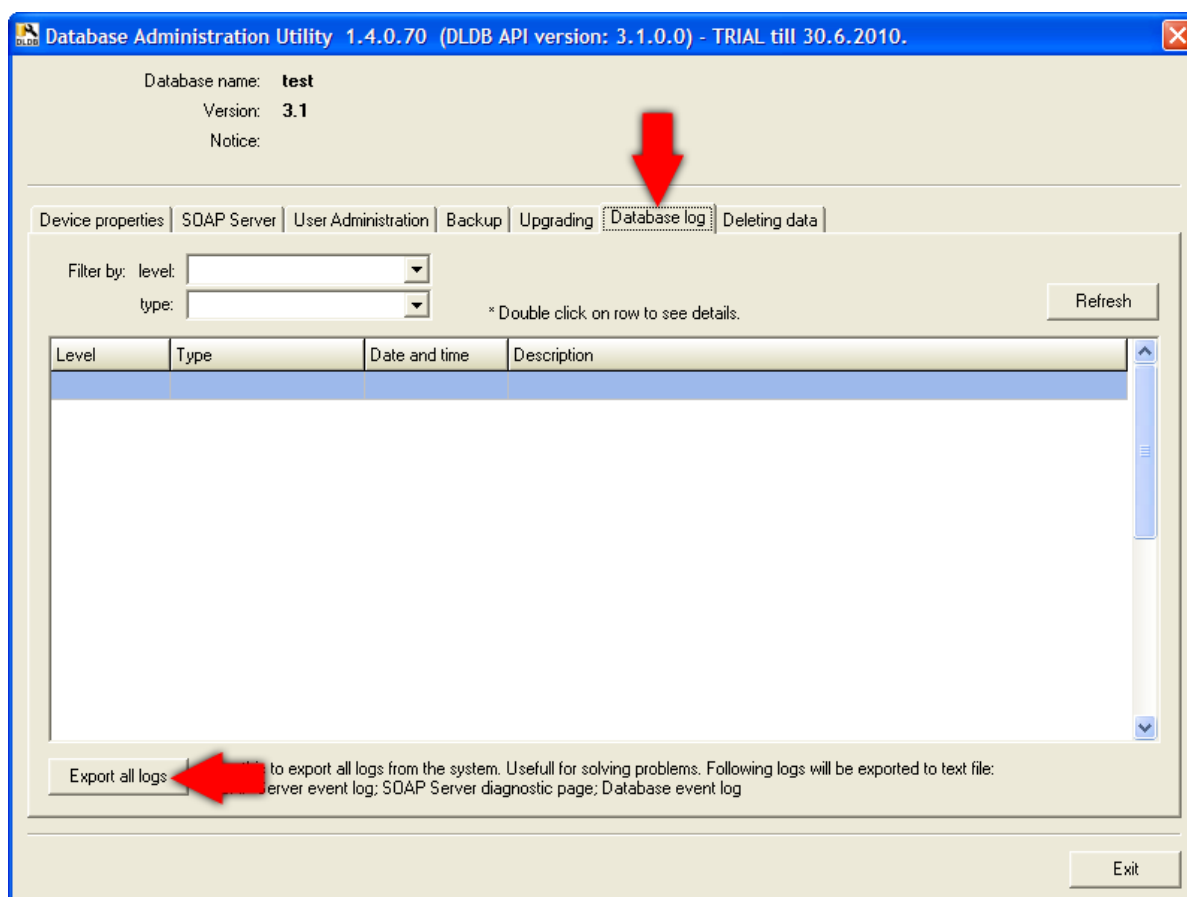 DLDB
Database Administration Utility 1.4.0.70 (DLDB API version: 3.1.0.0) - TRIAL till 30.6.2010.
Database name: test
Version: 3.1
Notice:
Device properties SOAP Server User Administration Backup Upgrading Database log Deleting data
Filter by: level:
type:
* Double click on row to see details.
Refresh
Level Type Date and time Description
Export all logs
to export all logs from the system. Usefull for solving problems. Following logs will be exported to text file:
Server event log; SOAP Server diagnostic page; Database event log
Exit